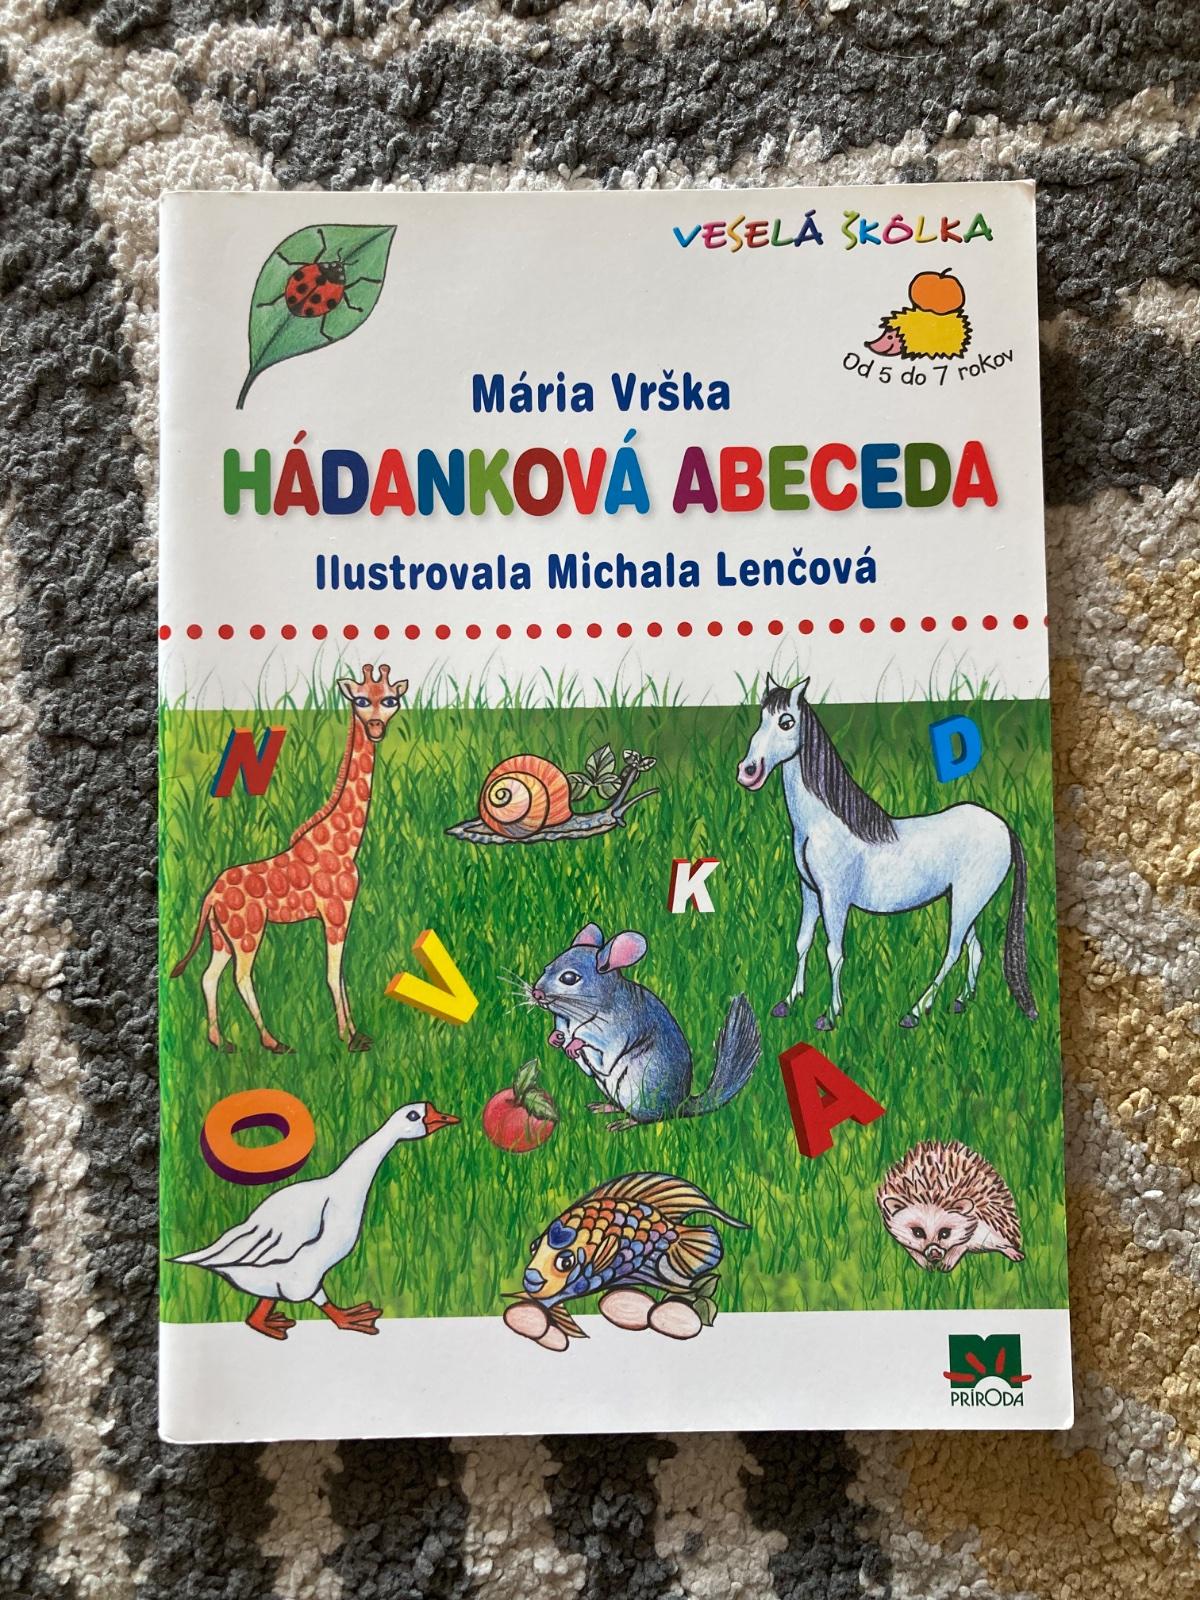 VESELÁ ŠKÔLKA
Od 5 do 7 rokov
Mária Vrška
HÁDANKOVÁ ABECEDA
Ilustrovala Michala Lenčová
N
D
K
V
A
O
PRÍRODA